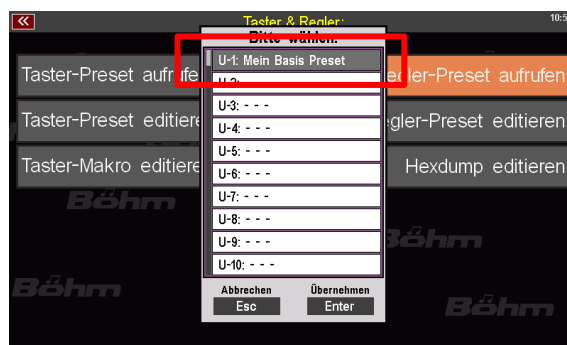 Taster & Regler:
10:5
Bitte wählen:
U-1: Mein Basis Preset
U-2:
U-3: - - -
U-4: - - -
U-5: - - -
U-6: - - -
U-7: - - -
U-8: - - -
U-9: - - -
U-10: - - -
Abbrechen Übernehmen
Esc Enter
Taster-Preset aufrufe
Taster-Preset editiere
Taster-Makro editiere
egler-Preset aufrufen
egler-Preset editieren
Hexdump editieren
Böhm
Böhm
Böhm
Böhm